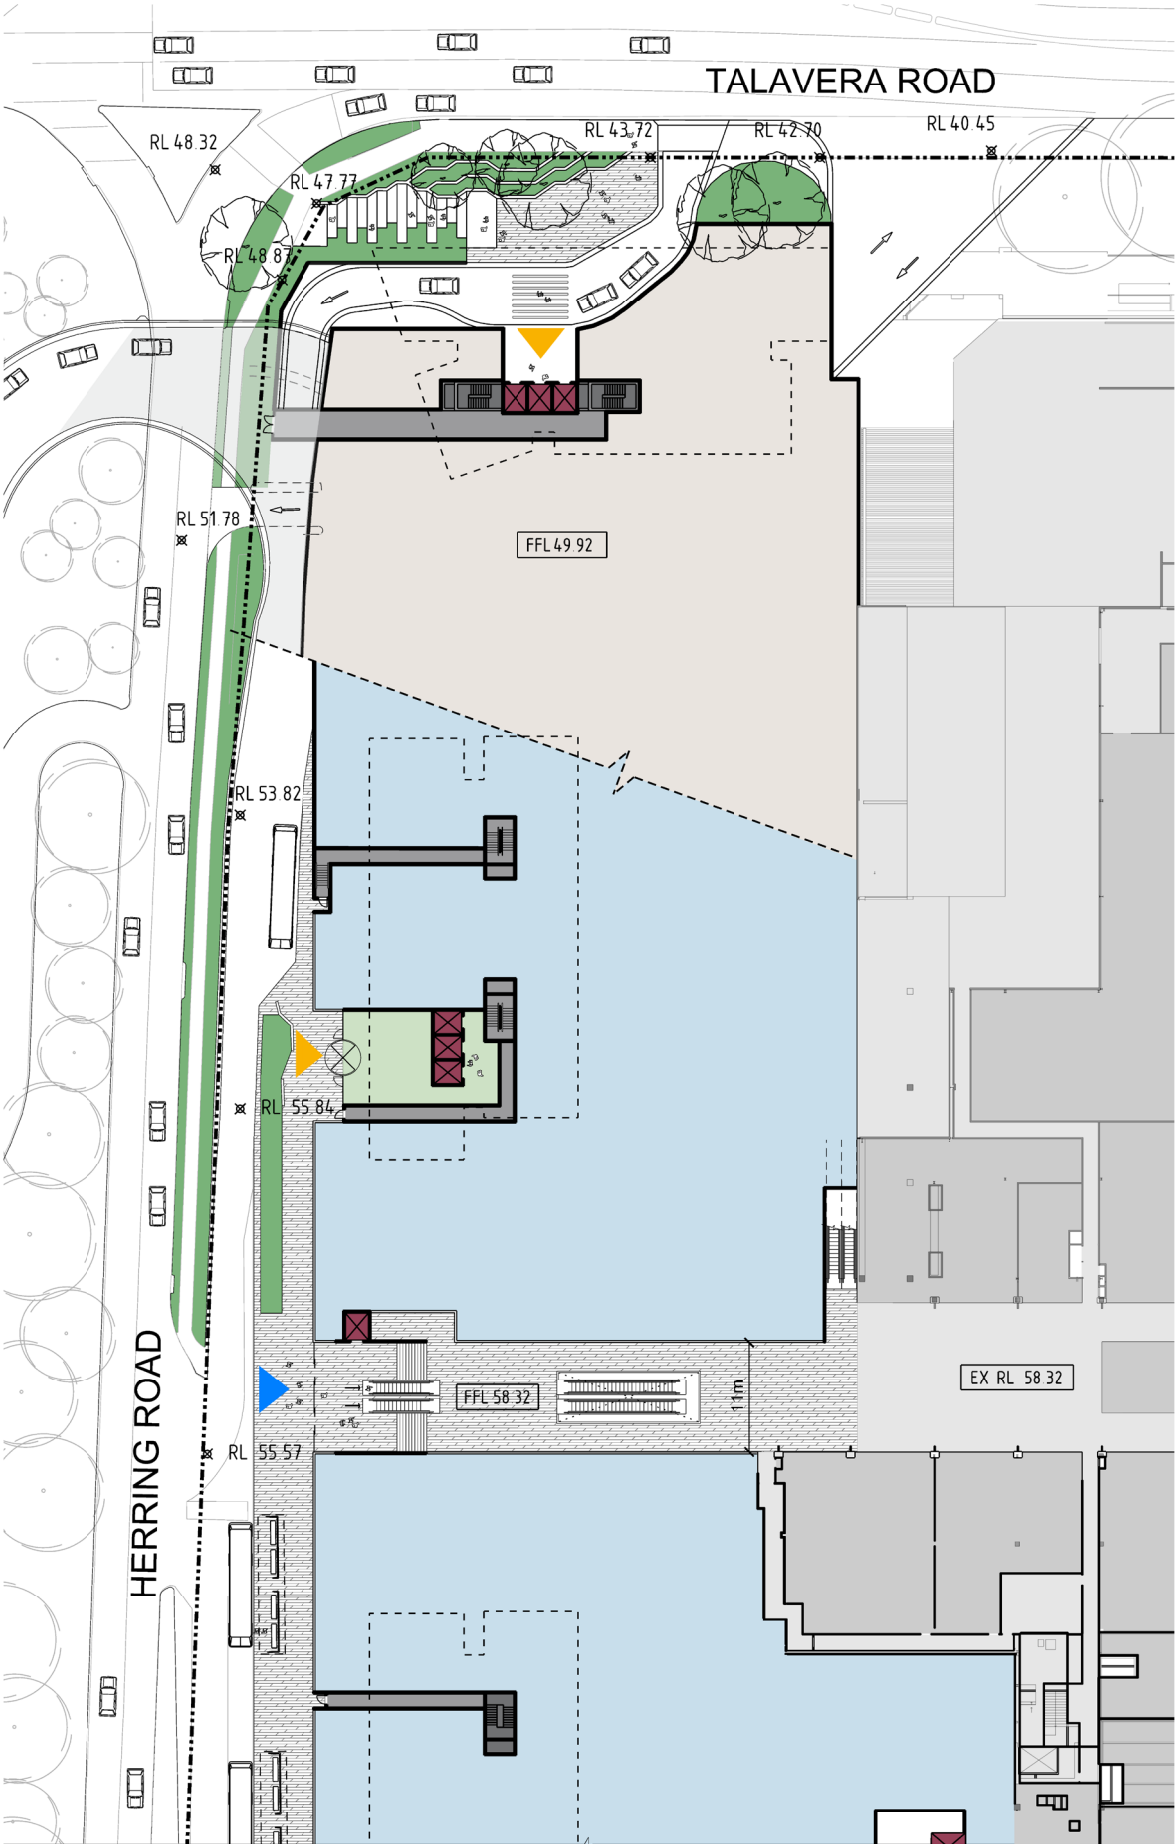 TALAVERA ROAD
RL 40.45
RL 43.72
RL 42.70
RL 48.32
RL 47.77
RL 48.87
RL 51.78
FFL 49.92
RL 53.82
RL 55.84
11m
EX RL 58 32
FFL 58.32
RL 55.57
HERRING ROAD